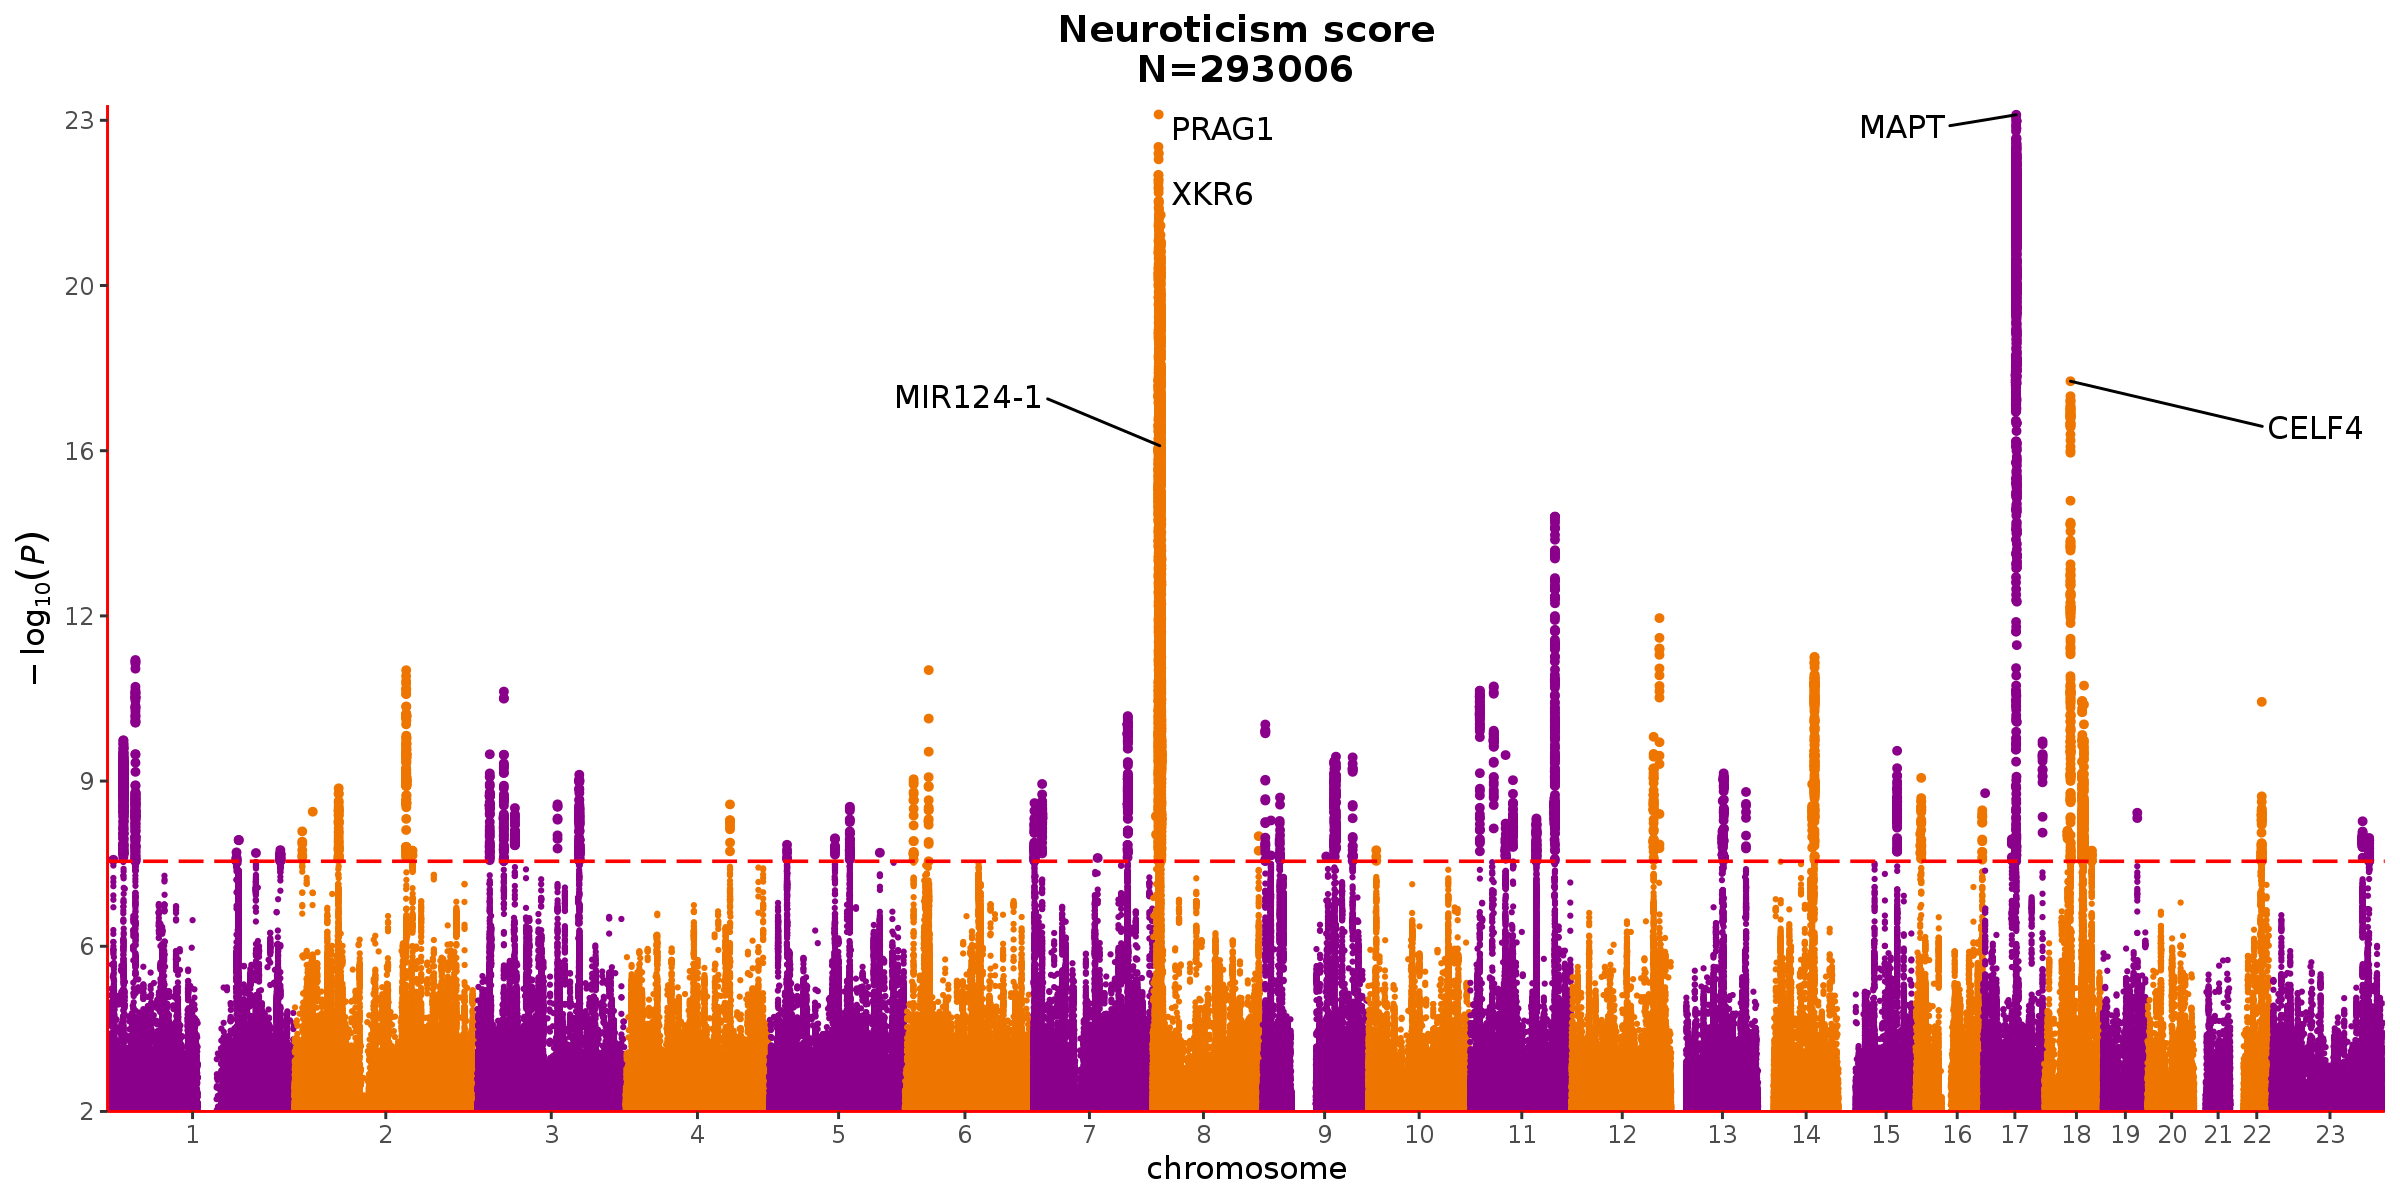 Neuroticism score
N=293006
23
20
16
12
9
6
2
−log10(P)
PRAG1
XKR6
MAPT
MIR124-1
CELF4
1 2 3 4 5 6 7 8 9 10 11 12 13 14 15 16 17 18 19 20 21 22 23
chromosome